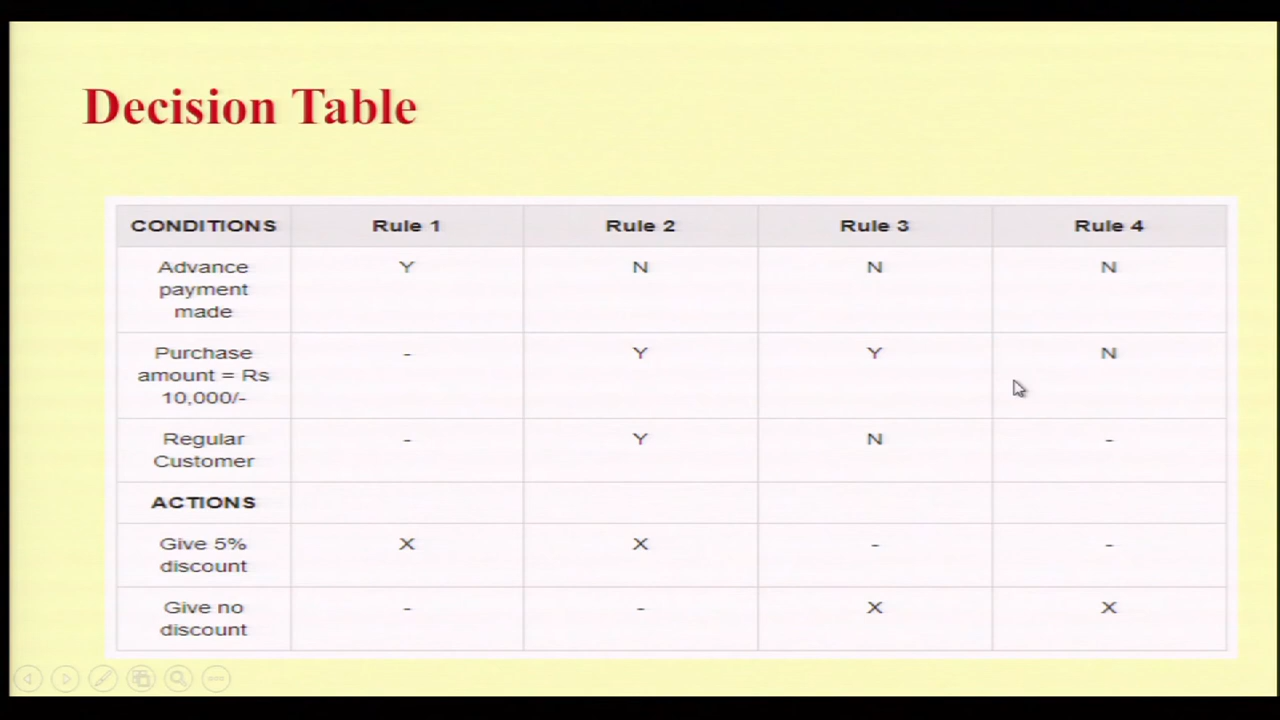 Decision Table
CONDITIONS Rule 1 Rule 2 Rule 3 Rule 4
Advance Y N N N
payment
made
Purchase - Y Y N
amount = Rs
10,000/-
Regular - Y N -
Customer
ACTIONS
Give 5% X X - -
discount
Give no - - X X
discount